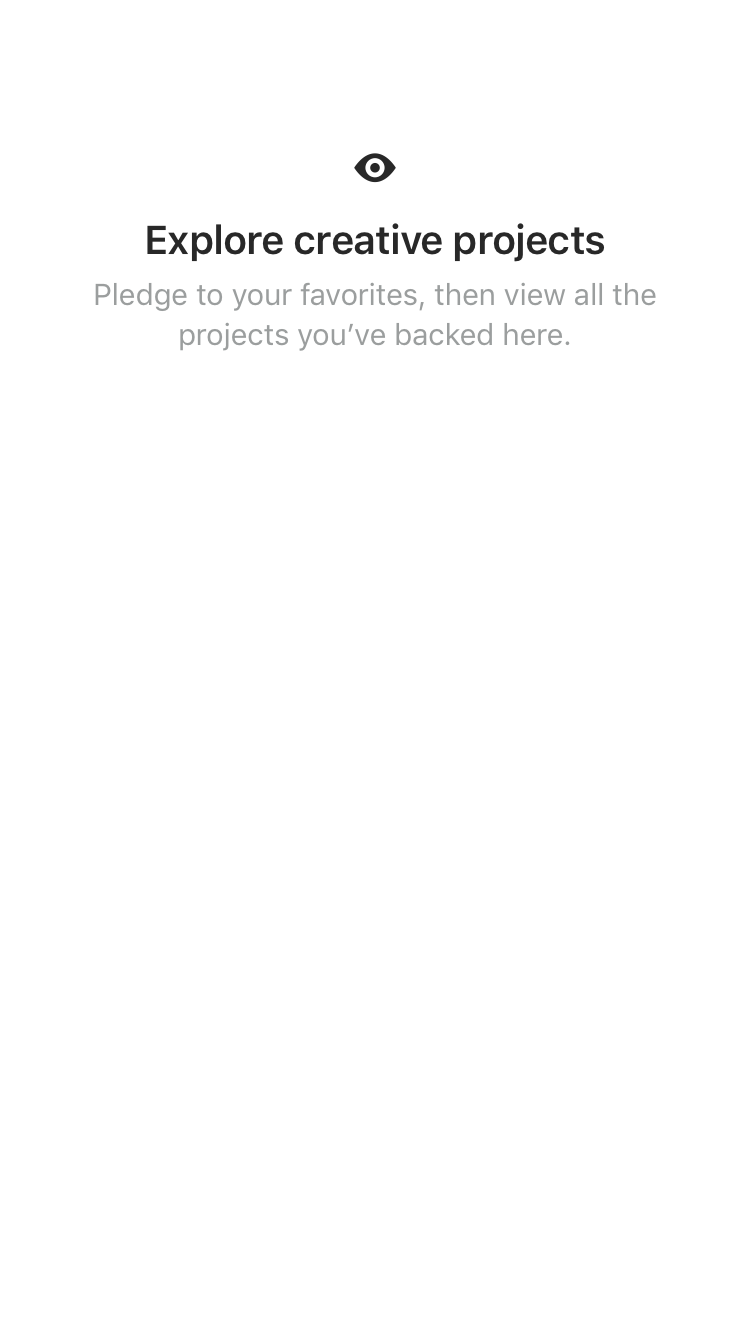 Explore creative projects
Pledge to your favorites, then view all the
projects you’ve backed here.